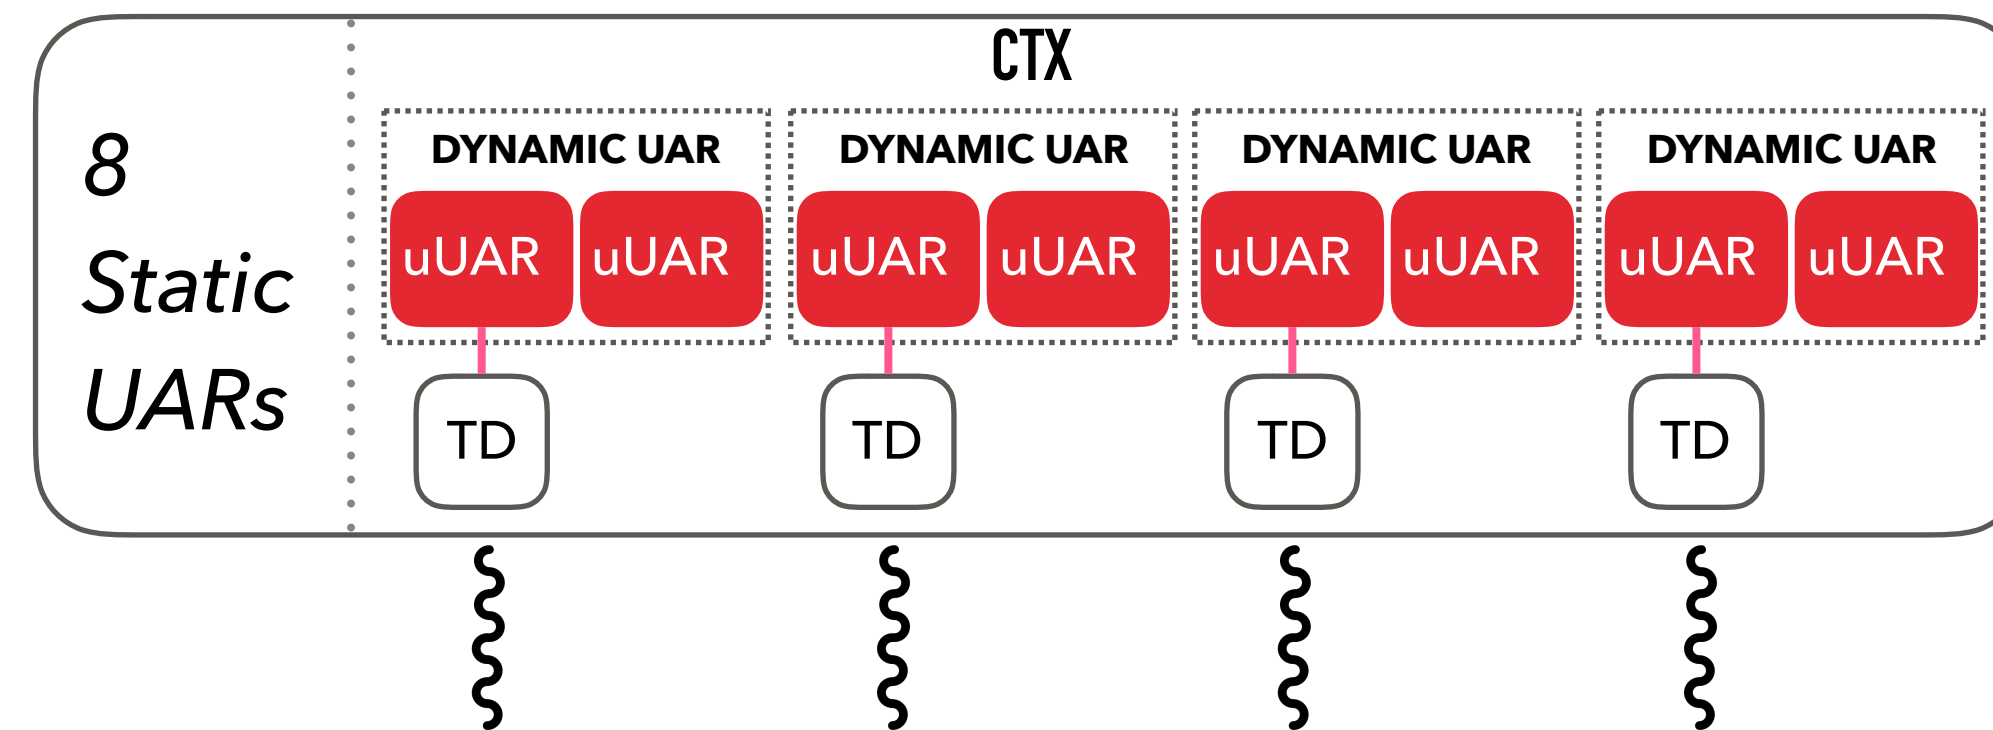 CTX
8
Static
UARs
DYNAMIC UAR DYNAMIC UAR DYNAMIC UAR DYNAMIC UAR
uUAR uUAR uUAR uUAR uUAR uUAR uUAR uUAR
TD TD TD TD